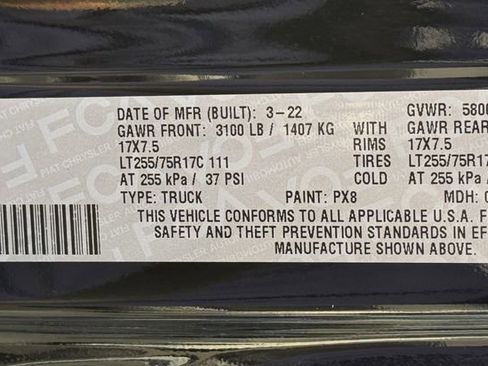 DATE OF MFR (BUILT): 3-22 GVWR: 5800
GAWR FRONT: 3100 LB / 1407 KG WITH GAWR REAR
17X7.5 RIMS 17X7.5
LT255/75R17C 111 TIRES LT255/75R17
AT 255 kPa / 37 PSI COLD AT 255 kPa
TYPE: TRUCK PAINT: PX8 MDH:
THIS VEHICLE CONFORMS TO ALL APPLICABLE U.S.A.
SAFETY AND THEFT PREVENTION STANDARDS IN EF
MANUFACTURE SHOWN ABOVE.